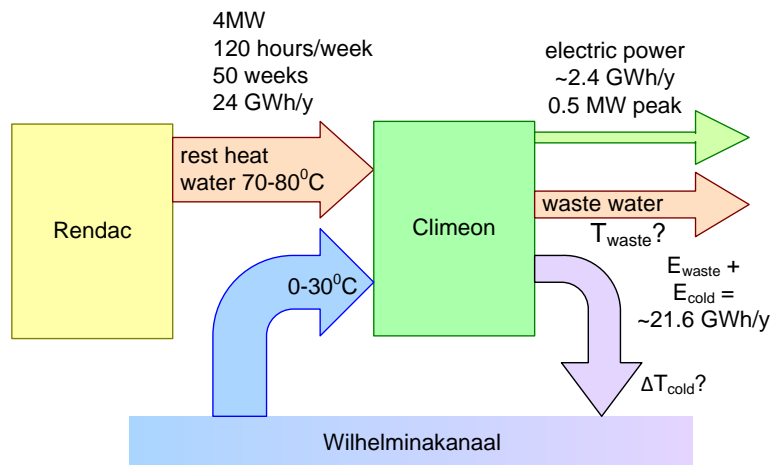 4MW
120 hours/week
50 weeks
24 GWh/y
electric power
~2.4 GWh/y
0.5 MW peak
rest heat
water 70-80⁰C
Rendac
Climeon
waste water
T_waste?
0-30⁰C
E_waste +
E_cold =
~21.6 GWh/y
ΔT_cold?
Wilhelminakanaal